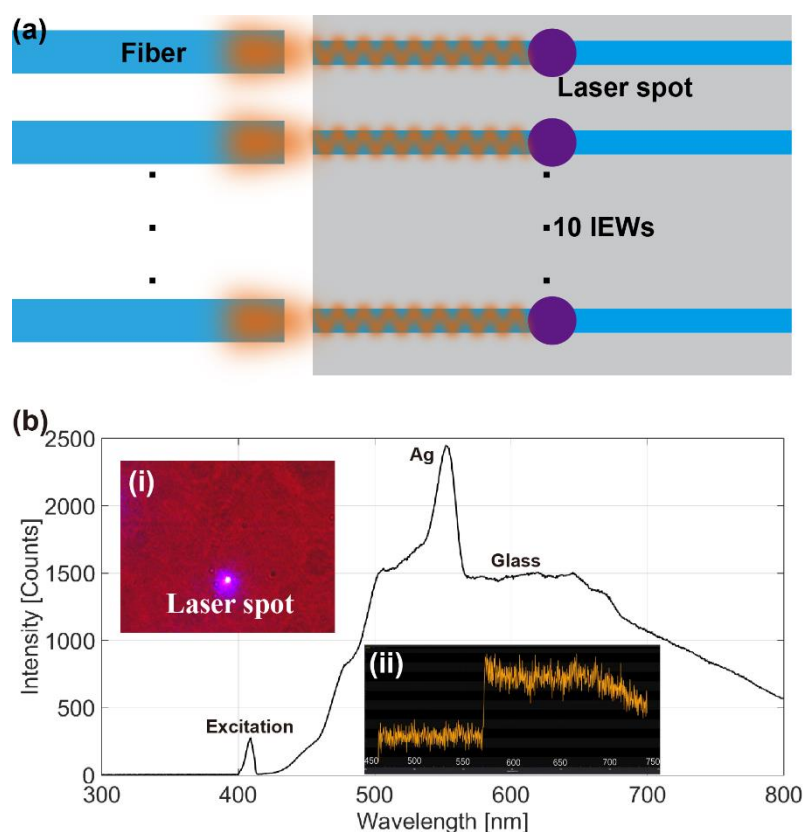 (a)
Fiber
Laser spot
10 IEWs
(b)
2500
2000
1500
1000
500
0
Intensity [Counts]
Ag
(i)
Laser spot
Glass
(ii)
Excitation
450 500 550 600 650 700 750
300 400 500 600 700 800
Wavelength [nm]